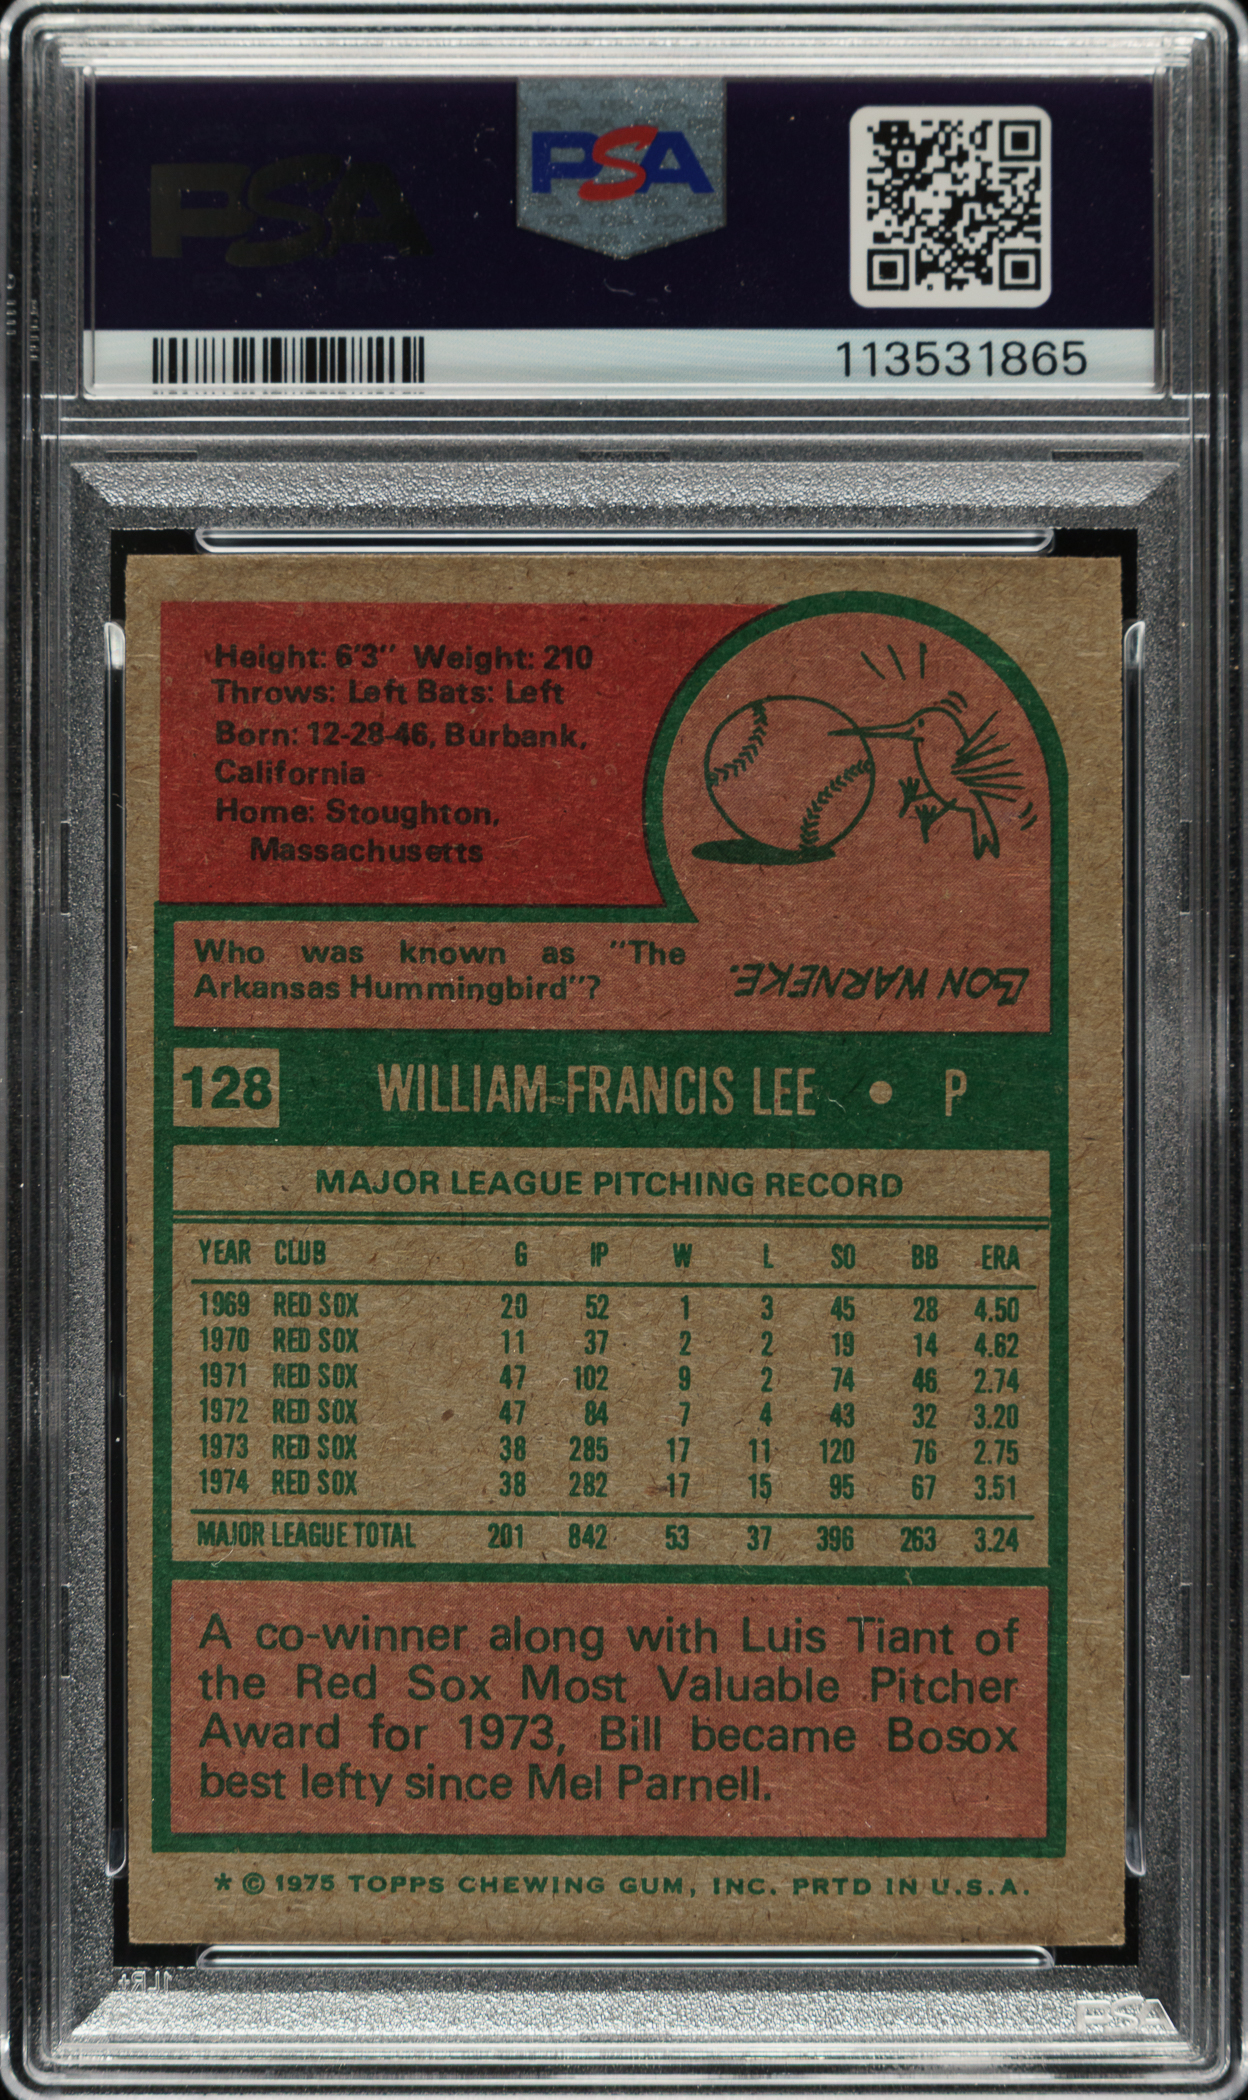 PSA
PSA
113531865
Height: 6'3" Weight: 210
Throws: Left Bats: Left
Born: 12-28-46, Burbank,
California
Home: Stoughton,
Massachusetts
Who was known as "The
Arkansas Hummingbird"?
LON WARNEKE.
128 WILLIAM FRANCIS LEE • P
MAJOR LEAGUE PITCHING RECORD
YEAR CLUB G IP W L SO BB ERA
1969 RED SOX 20 52 1 3 45 28 4.50
1970 RED SOX 11 37 2 2 19 14 4.62
1971 RED SOX 47 102 9 2 74 46 2.74
1972 RED SOX 47 84 7 4 43 32 3.20
1973 RED SOX 38 285 17 11 120 76 2.75
1974 RED SOX 38 282 17 15 95 67 3.51
MAJOR LEAGUE TOTAL 201 842 53 37 396 263 3.24
A co-winner along with Luis Tiant of
the Red Sox Most Valuable Pitcher
Award for 1973, Bill became Bosox
best lefty since Mel Parnell.
* © 1975 TOPPS CHEWING GUM, INC. PRTD IN U.S.A.
PSA